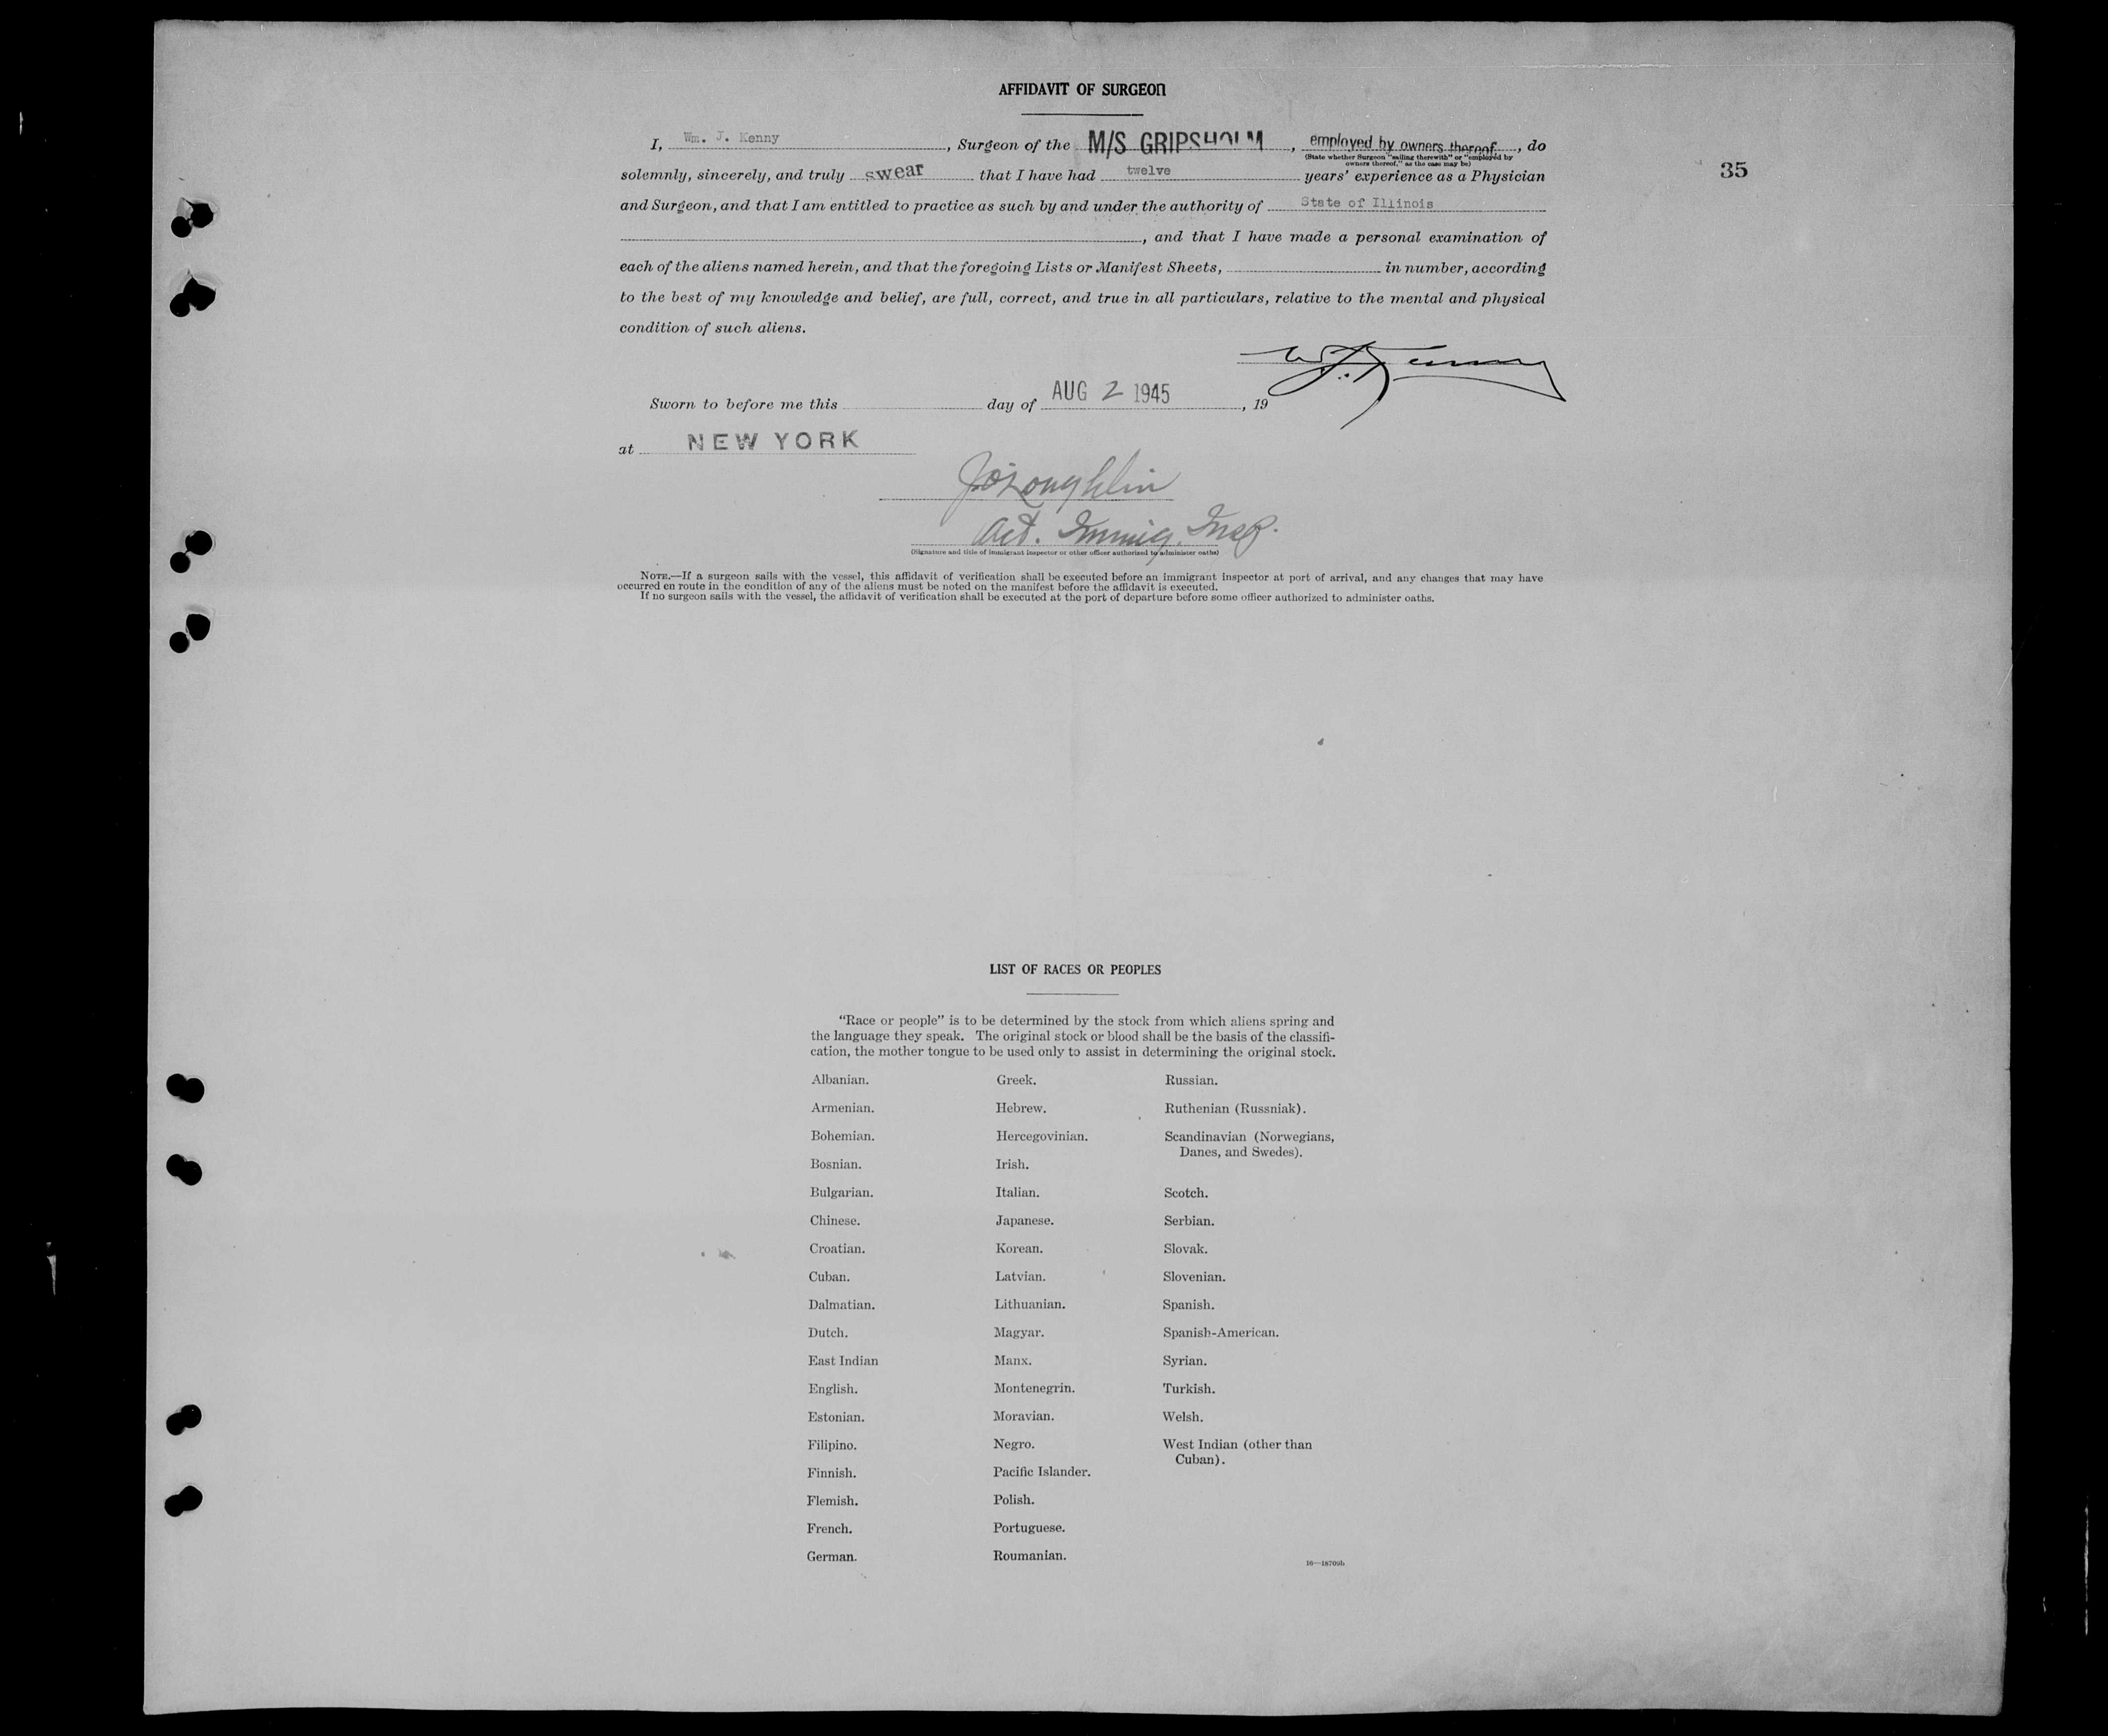 AFFIDAVIT OF SURGEON
I, Wm. J. Kenny, Surgeon of the M/S GRIPSHOLM, employed by owners thereof, do
(State whether Surgeon "sailing therewith" or "employed by owners thereof," as the case may be)
35
solemnly, sincerely, and truly swear that I have had twelve years' experience as a Physician
and Surgeon, and that I am entitled to practice as such by and under the authority of State of Illinois
, and that I have made a personal examination of
each of the aliens named herein, and that the foregoing Lists or Manifest Sheets, in number, according
to the best of my knowledge and belief, are full, correct, and true in all particulars, relative to the mental and physical
condition of such aliens.
W.J. Kenny
Sworn to before me this day of AUG 2 1945, 19
at NEW YORK
J O'Loughlin
Act. Immig. Insp.
(Signature and title of immigrant inspector or other officer authorized to administer oaths)
NOTE.—If a surgeon sails with the vessel, this affidavit of verification shall be executed before an immigrant inspector at port of arrival, and any changes that may have
occurred en route in the condition of any of the aliens must be noted on the manifest before the affidavit is executed.
If no surgeon sails with the vessel, the affidavit of verification shall be executed at the port of departure before some officer authorized to administer oaths.
LIST OF RACES OR PEOPLES
"Race or people" is to be determined by the stock from which aliens spring and
the language they speak. The original stock or blood shall be the basis of the classifi-
cation, the mother tongue to be used only to assist in determining the original stock.
Albanian.
Armenian.
Bohemian.
Bosnian.
Bulgarian.
Chinese.
Croatian.
Cuban.
Dalmatian.
Dutch.
East Indian
English.
Estonian.
Filipino.
Finnish.
Flemish.
French.
German.
Greek.
Hebrew.
Hercegovinian.
Irish.
Italian.
Japanese.
Korean.
Latvian.
Lithuanian.
Magyar.
Manx.
Montenegrin.
Moravian.
Negro.
Pacific Islander.
Polish.
Portuguese.
Roumanian.
Russian.
Ruthenian (Russniak).
Scandinavian (Norwegians,
Danes, and Swedes).
Scotch.
Serbian.
Slovak.
Slovenian.
Spanish.
Spanish-American.
Syrian.
Turkish.
Welsh.
West Indian (other than
Cuban).